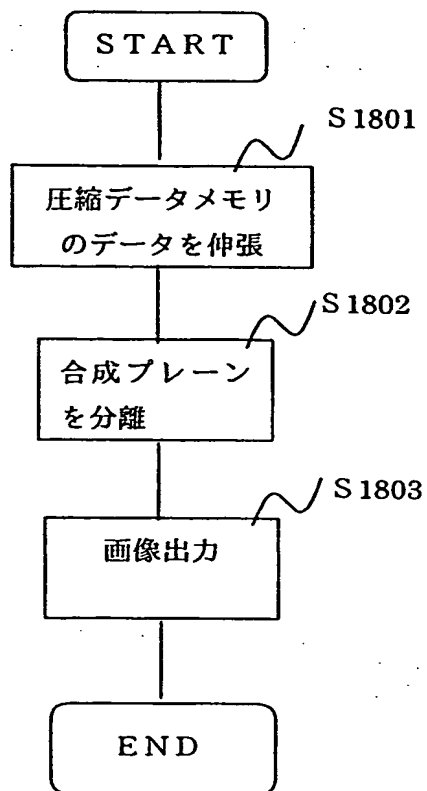 START
S1801
圧縮データメモリ
のデータを伸張
S1802
合成プレーン
を分離
S1803
画像出力
END